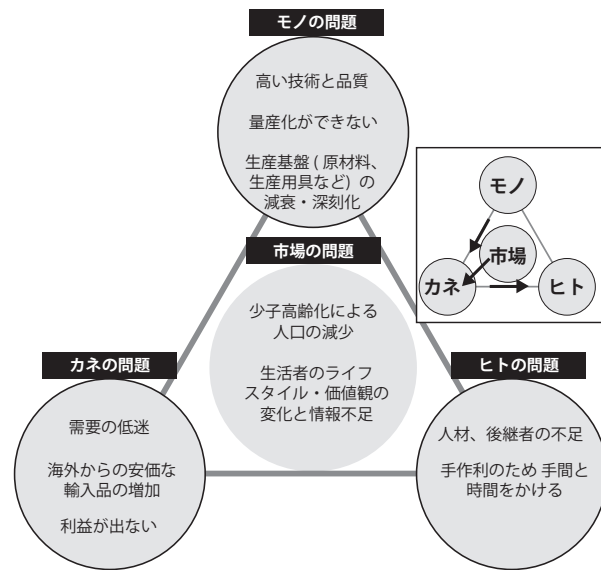 モノの問題
高い技術と品質
量産化ができない
生産基盤 ( 原材料、
生産用具など) の
減衰・深刻化
モノ
市場
カネ
ヒト
市場の問題
少子高齢化による
人口の減少
生活者のライフ
スタイル・価値観の
変化と情報不足
カネの問題
需要の低迷
海外からの安価な
輸入品の増加
利益が出ない
ヒトの問題
人材、後継者の不足
手作利のため 手間と
時間をかける